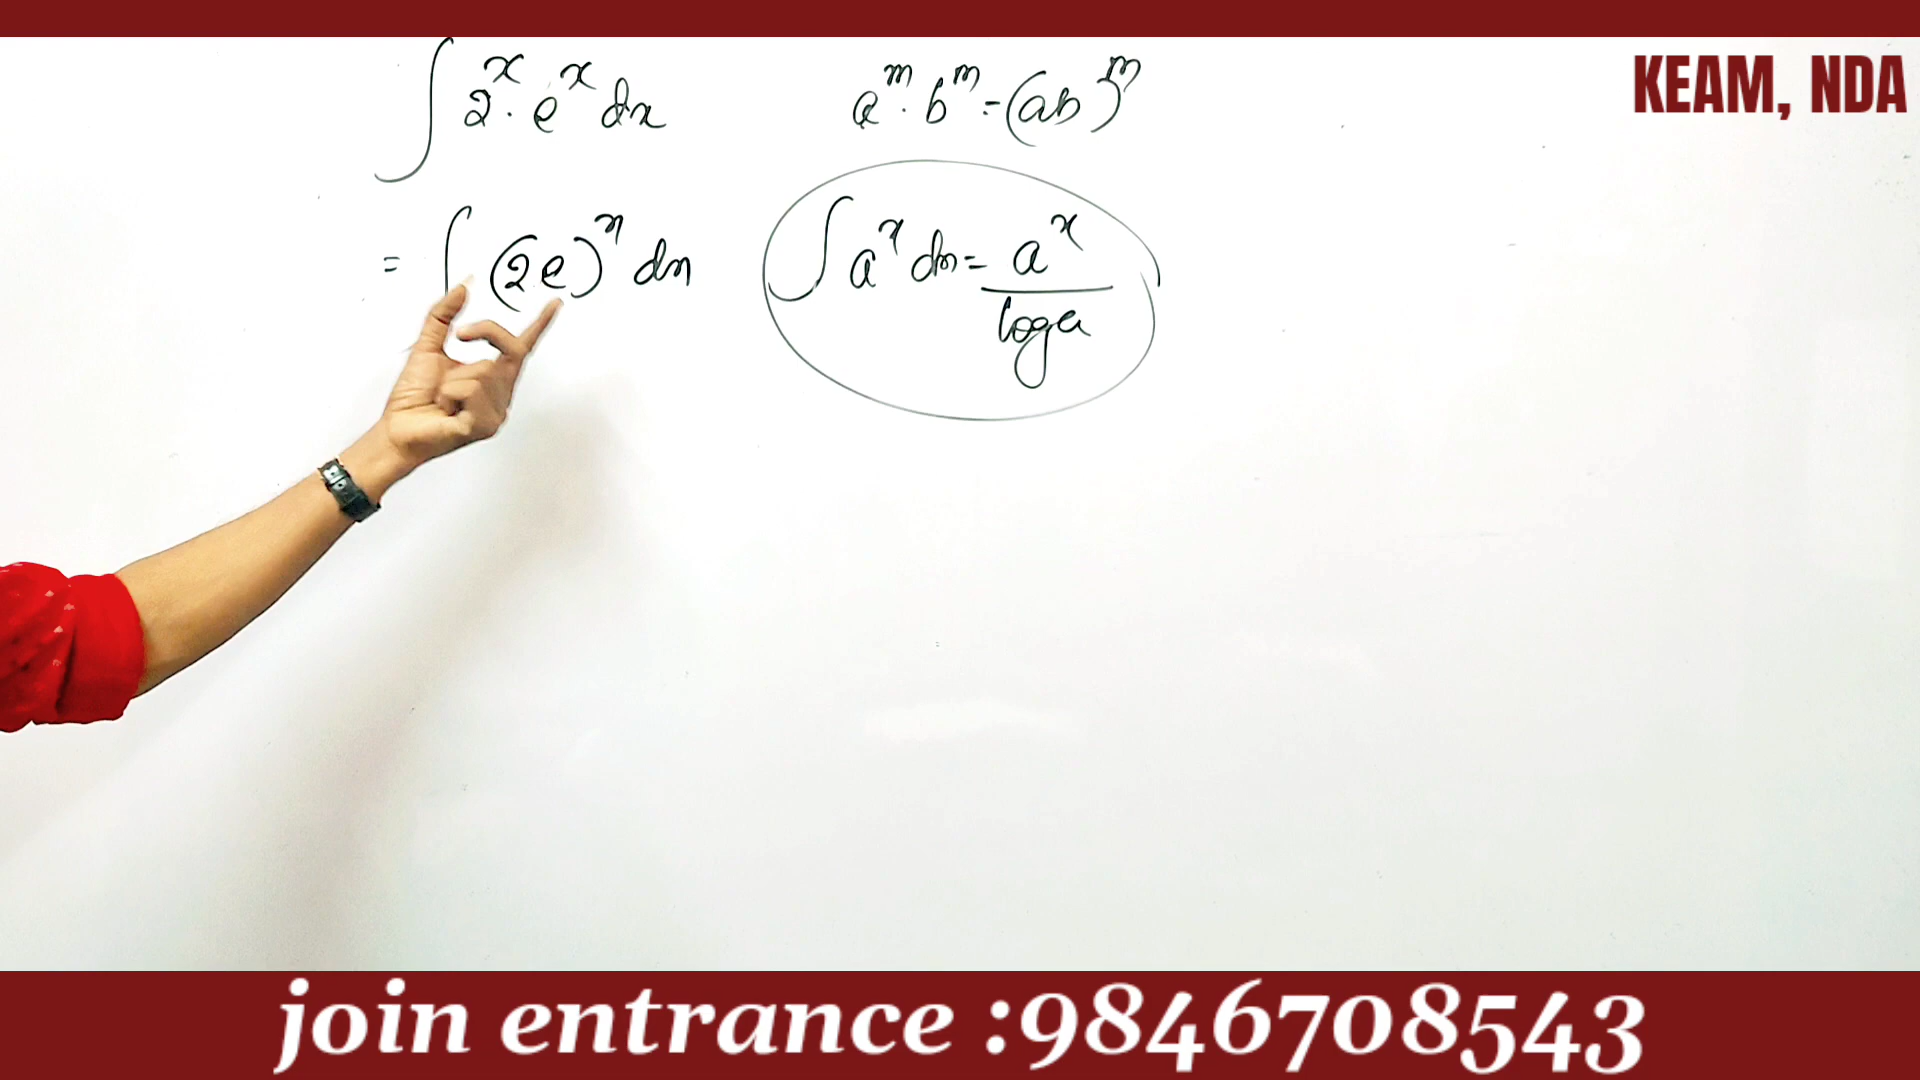 KEAM, NDA
∫ 2^x · e^x dx
a^m · b^m = (ab)^m
= ∫ (2e)^x dx
∫ a^x dx = a^x / log a
join entrance :9846708543